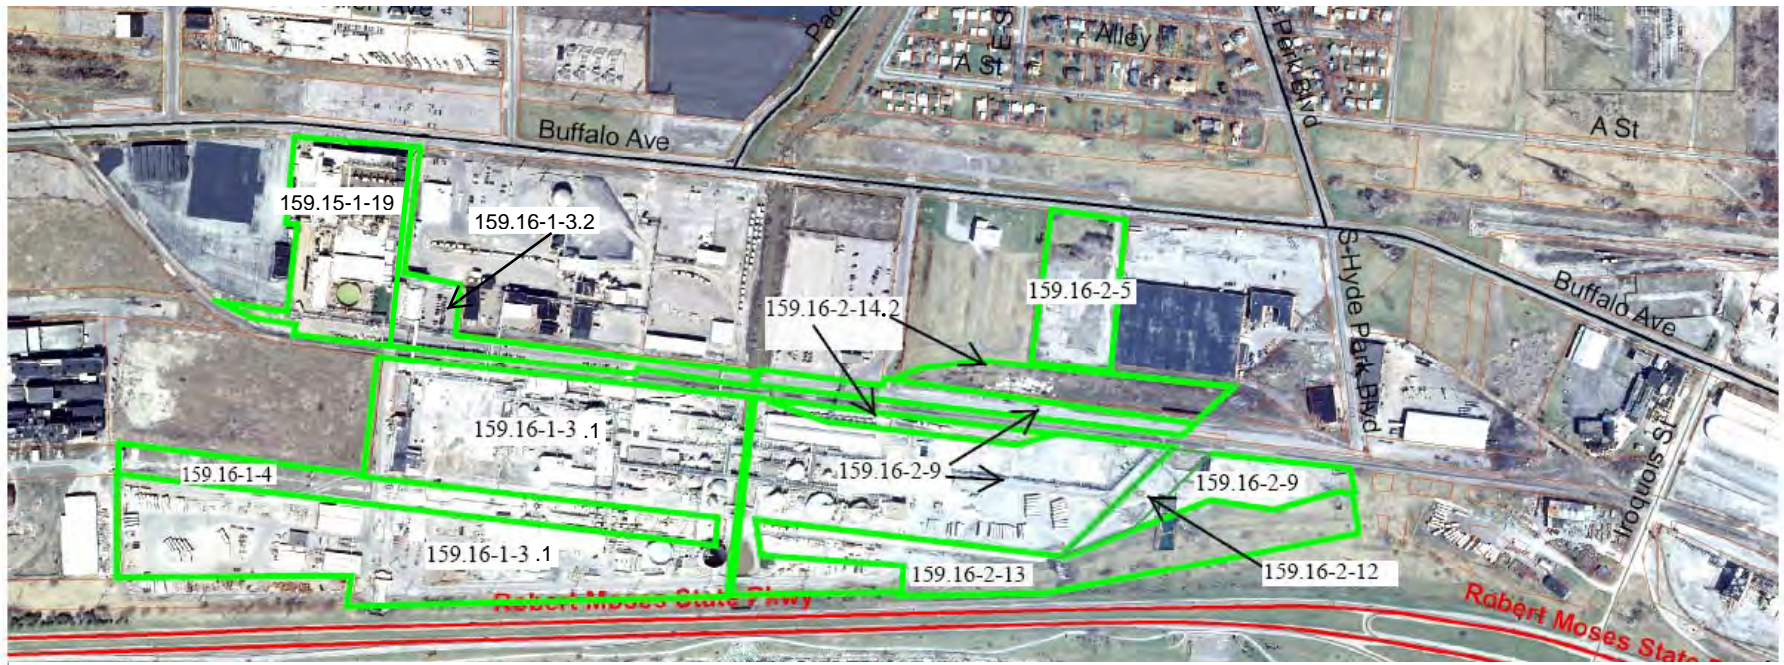 Alley
A St
A St
Buffalo Ave
Buffalo Ave
159.15-1-19
159.16-1-3.2
159.16-2-14.2
159.16-2-5
S-Hyde Park Blvd
159.16-1-3 .1
159.16-2-9
159.16-2-9
159.16-1-4
159.16-1-3 .1
159.16-2-13
159.16-2-12
Iroquois St
Robert Moses State Pkwy
Robert Moses State